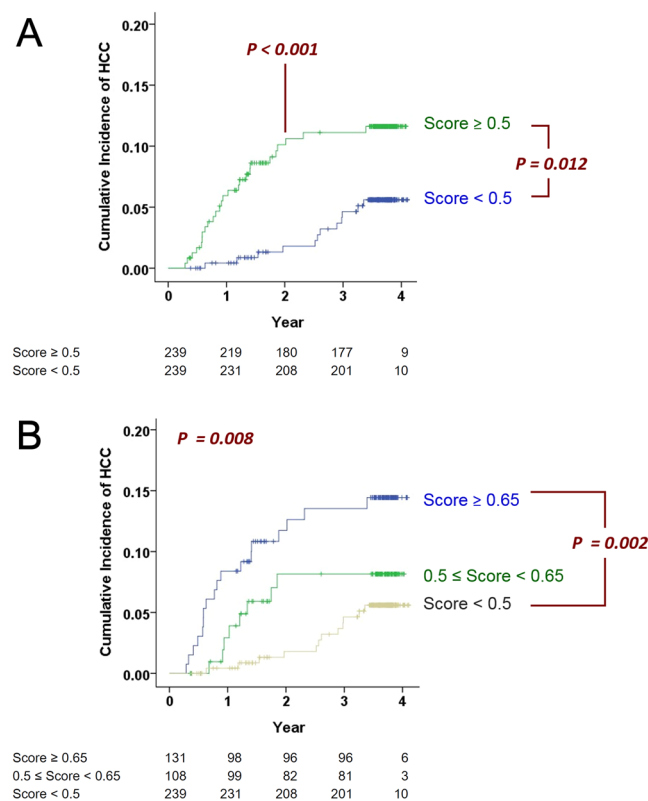 A
Cumulative Incidence of HCC
0.20
0.15
0.10
0.05
0.00
P < 0.001
Score ≥ 0.5
P = 0.012
Score < 0.5
0 1 2 3 4
Year
Score ≥ 0.5 239 219 180 177 9
Score < 0.5 239 231 208 201 10
B
Cumulative Incidence of HCC
0.20
0.15
0.10
0.05
0.00
P = 0.008
Score ≥ 0.65
P = 0.002
0.5 ≤ Score < 0.65
Score < 0.5
0 1 2 3 4
Year
Score ≥ 0.65 131 98 96 96 6
0.5 ≤ Score < 0.65 108 99 82 81 3
Score < 0.5 239 231 208 201 10